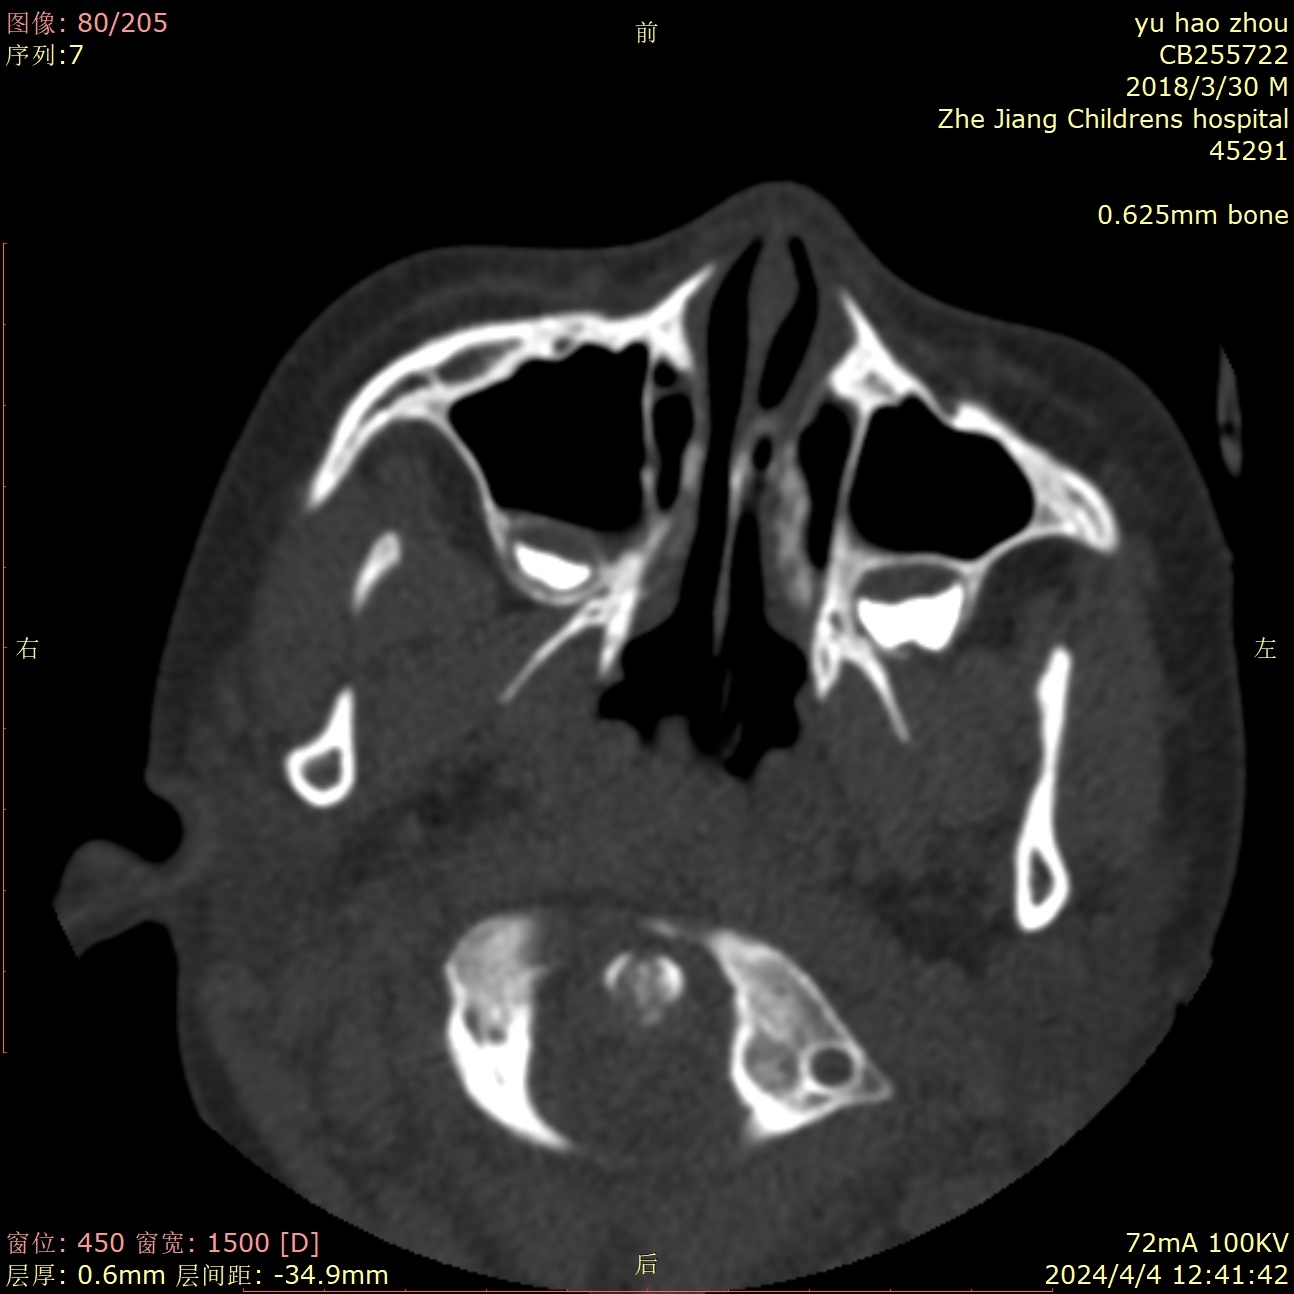 图像: 80/205
序列:7
前
yu hao zhou
CB255722
2018/3/30 M
Zhe Jiang Childrens hospital
45291
0.625mm bone
右
左
窗位: 450 窗宽: 1500 [D]
层厚: 0.6mm 层间距: -34.9mm
后
72mA 100KV
2024/4/4 12:41:42